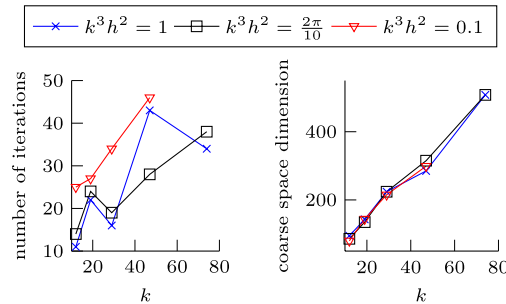 k³h² = 1 k³h² = 2π/10 k³h² = 0.1
number of iterations
50
40
30
20
10
20 40 60 80
k
coarse space dimension
400
200
20 40 60 80
k